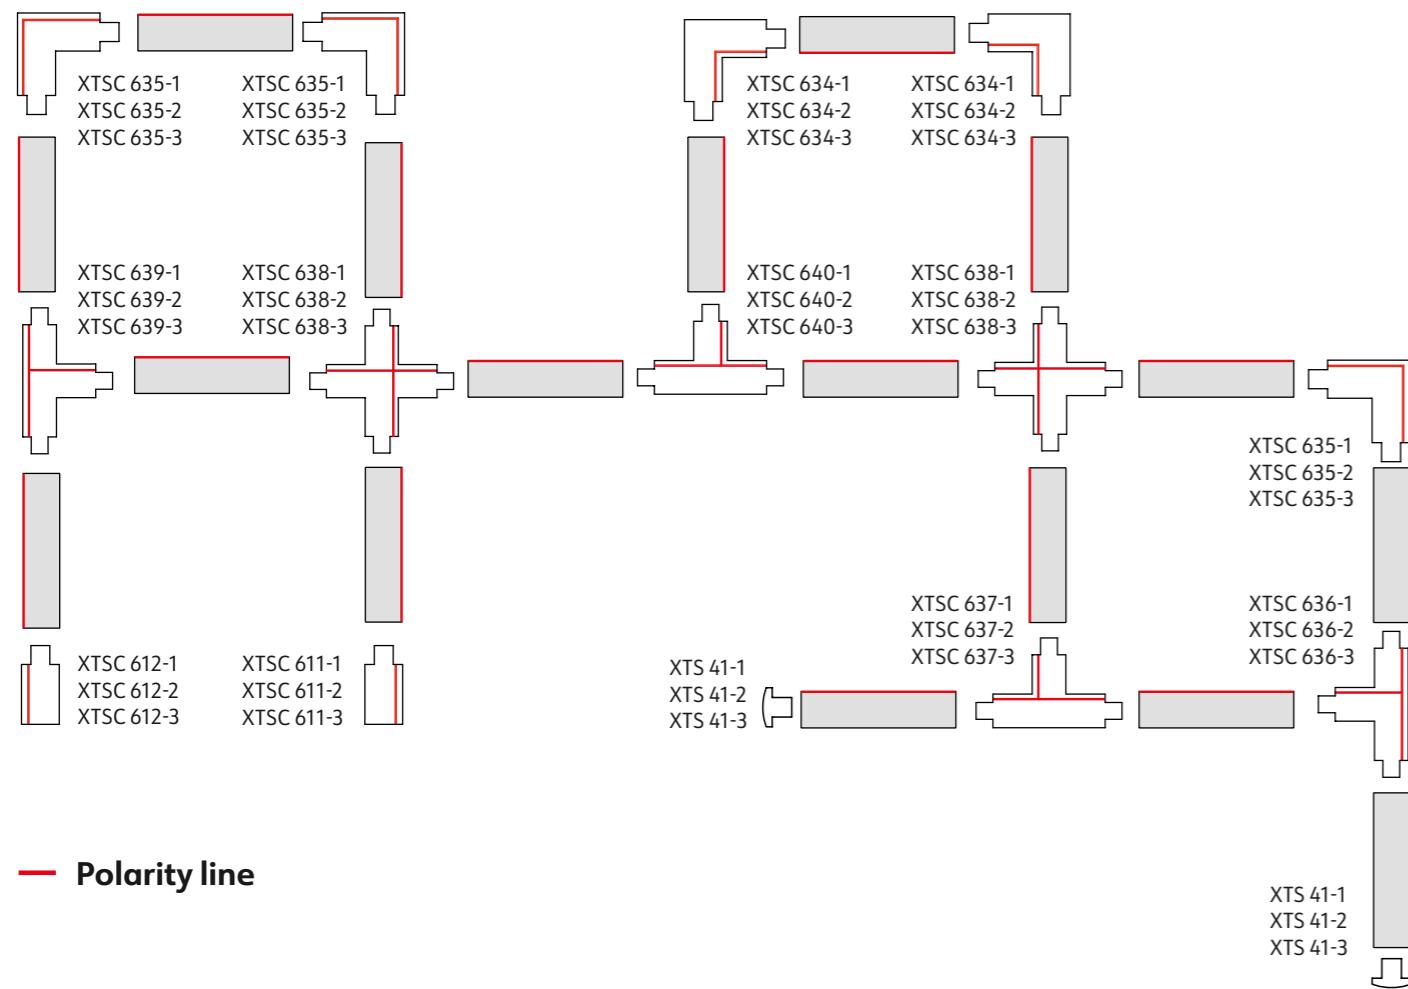 XTSC 635-1
XTSC 635-2
XTSC 635-3
XTSC 635-1
XTSC 635-2
XTSC 635-3
XTSC 634-1
XTSC 634-2
XTSC 634-3
XTSC 634-1
XTSC 634-2
XTSC 634-3
XTSC 639-1
XTSC 639-2
XTSC 639-3
XTSC 638-1
XTSC 638-2
XTSC 638-3
XTSC 640-1
XTSC 640-2
XTSC 640-3
XTSC 638-1
XTSC 638-2
XTSC 638-3
XTSC 635-1
XTSC 635-2
XTSC 635-3
XTSC 612-1
XTSC 612-2
XTSC 612-3
XTSC 611-1
XTSC 611-2
XTSC 611-3
XTS 41-1
XTS 41-2
XTS 41-3
XTSC 637-1
XTSC 637-2
XTSC 637-3
XTSC 636-1
XTSC 636-2
XTSC 636-3
Polarity line
XTS 41-1
XTS 41-2
XTS 41-3